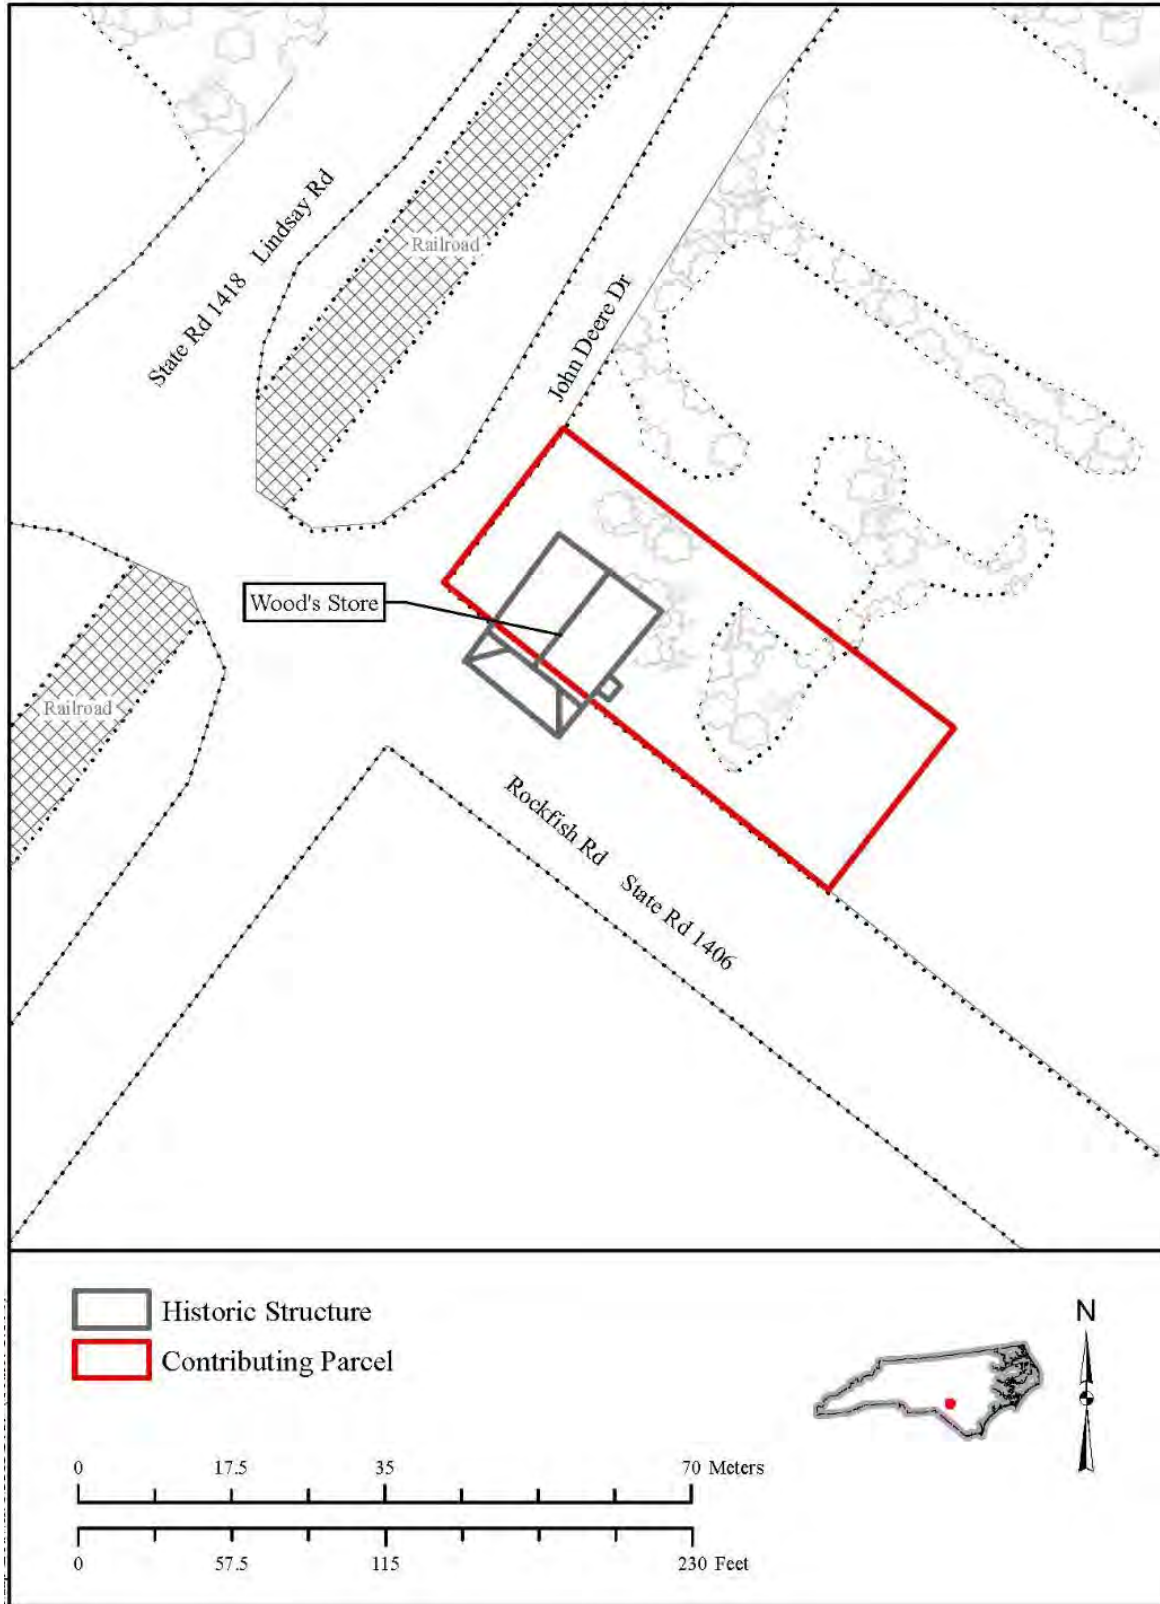 State Rd 1418 Lindsay Rd
Railroad
John Deere Dr
Wood's Store
Railroad
Rockfish Rd State Rd 1406
Historic Structure
Contributing Parcel
N
0 17.5 35 70 Meters
0 57.5 115 230 Feet